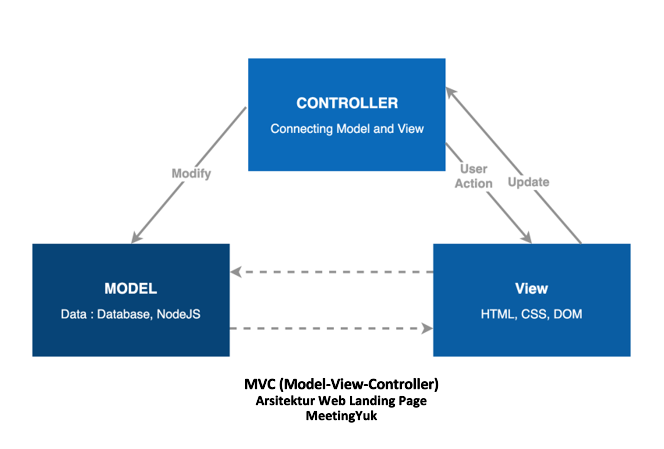 CONTROLLER
Connecting Model and View
Modify
User
Action
Update
MODEL
Data : Database, NodeJS
View
HTML, CSS, DOM
MVC (Model-View-Controller)
Arsitektur Web Landing Page
MeetingYuk